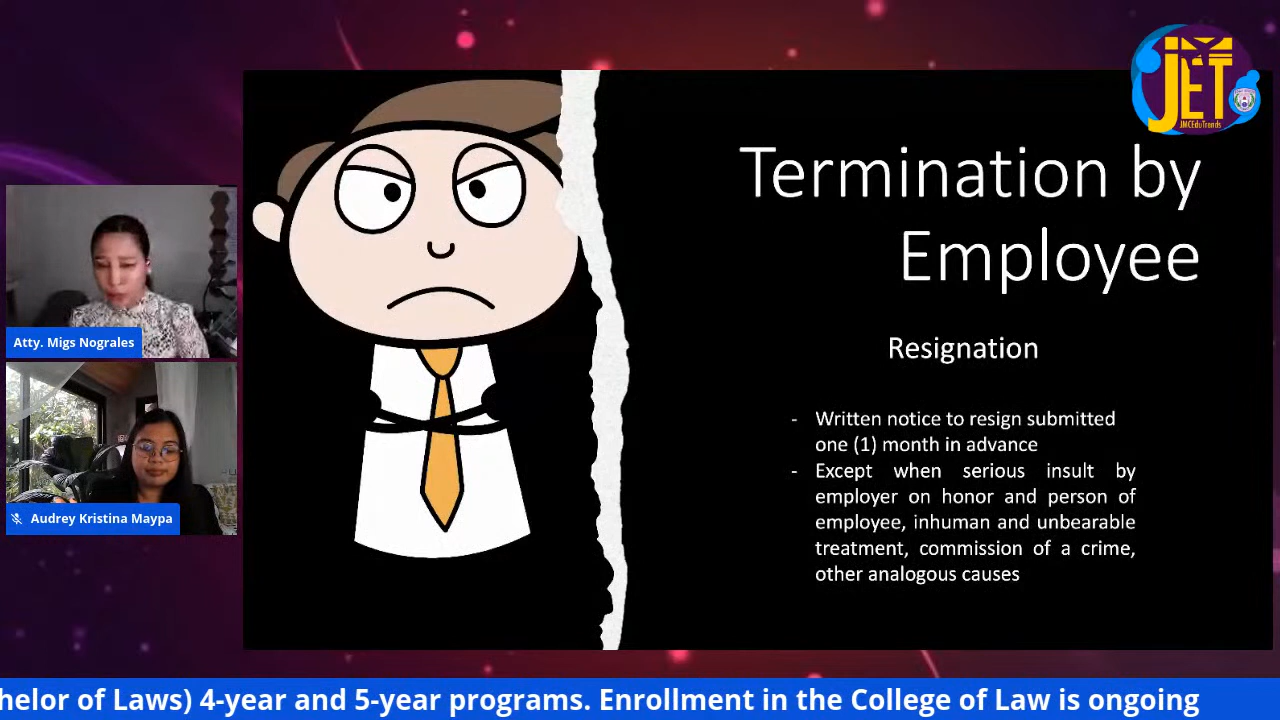 JET
JMCEduTrends
Termination by
Employee
Resignation
- Written notice to resign submitted
one (1) month in advance
- Except when serious insult by
employer on honor and person of
employee, inhuman and unbearable
treatment, commission of a crime,
other analogous causes
Atty. Migs Nograles
Audrey Kristina Maypa
helor of Laws) 4-year and 5-year programs. Enrollment in the College of Law is ongoing